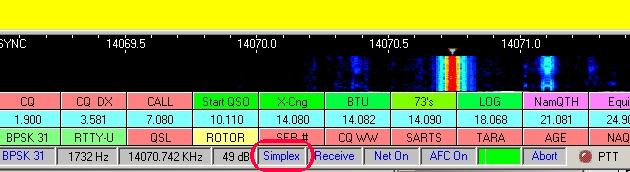 SYNC 14069.5 14070.0 14070.5 14071.0
CQ CQ DX CALL Start QSO X-Cng BTU 73's LOG NamQTH Equi
1.900 3.581 7.080 10.110 14.080 14.082 14.090 18.068 21.081 24.90
BPSK 31 RTTY-U QSL ROTOR SER # CQ WW SARTS TARA AGE NAQ
BPSK 31 1732 Hz 14070.742 KHz 49 dB Simplex Receive Net On AFC On Abort PTT